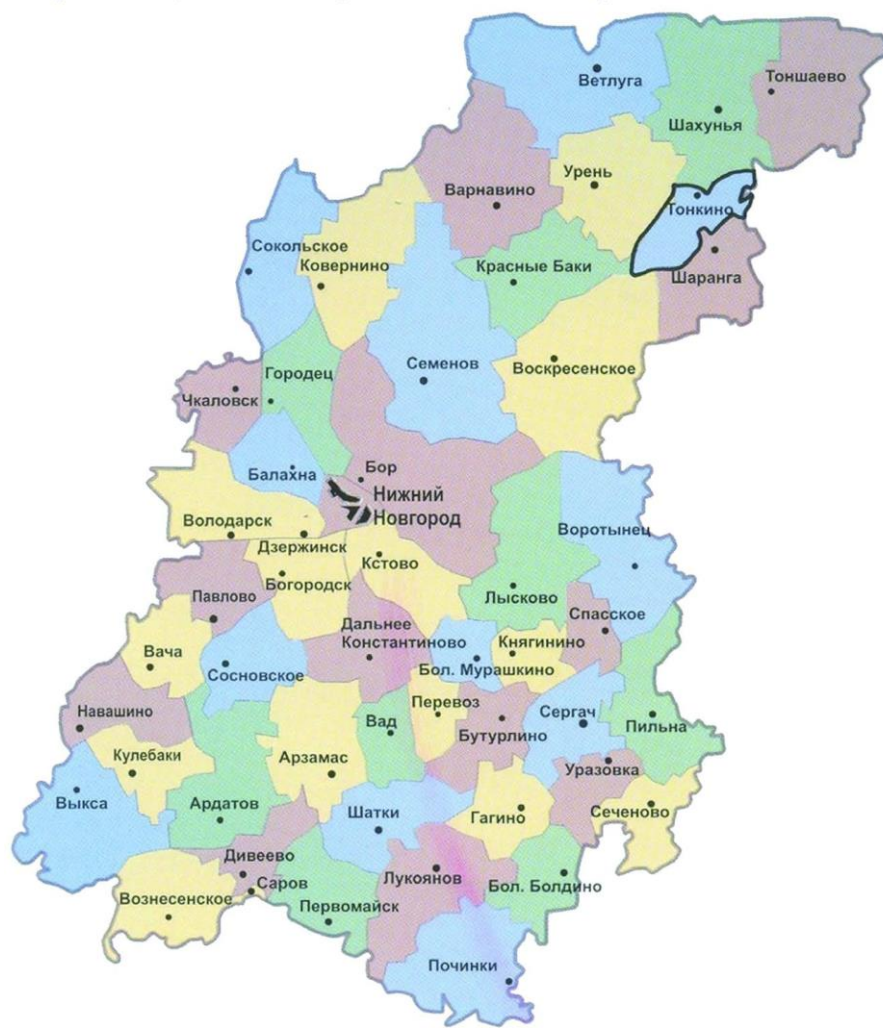 Ветлуга
Тоншаево
Шахунья
Урень
Варнавино
Тонкино
Сокольское
Ковернино
Красные Баки
Шаранга
Семенов
Воскресенское
Городец
Чкаловск
Балахна
Бор
Нижний
Новгород
Володарск
Воротынец
Дзержинск
Кстово
Богородск
Павлово
Лысково
Спасское
Дальнее
Константиново
Княгинино
Вача
Сосновское
Бол. Мурашкино
Навашино
Перевоз
Вад
Бутурлино
Сергач
Пильна
Кулебаки
Арзамас
Уразовка
Выкса
Ардатов
Шатки
Гагино
Сеченово
Дивеево
Лукоянов
Бол. Болдино
Саров
Вознесенское
Первомайск
Починки